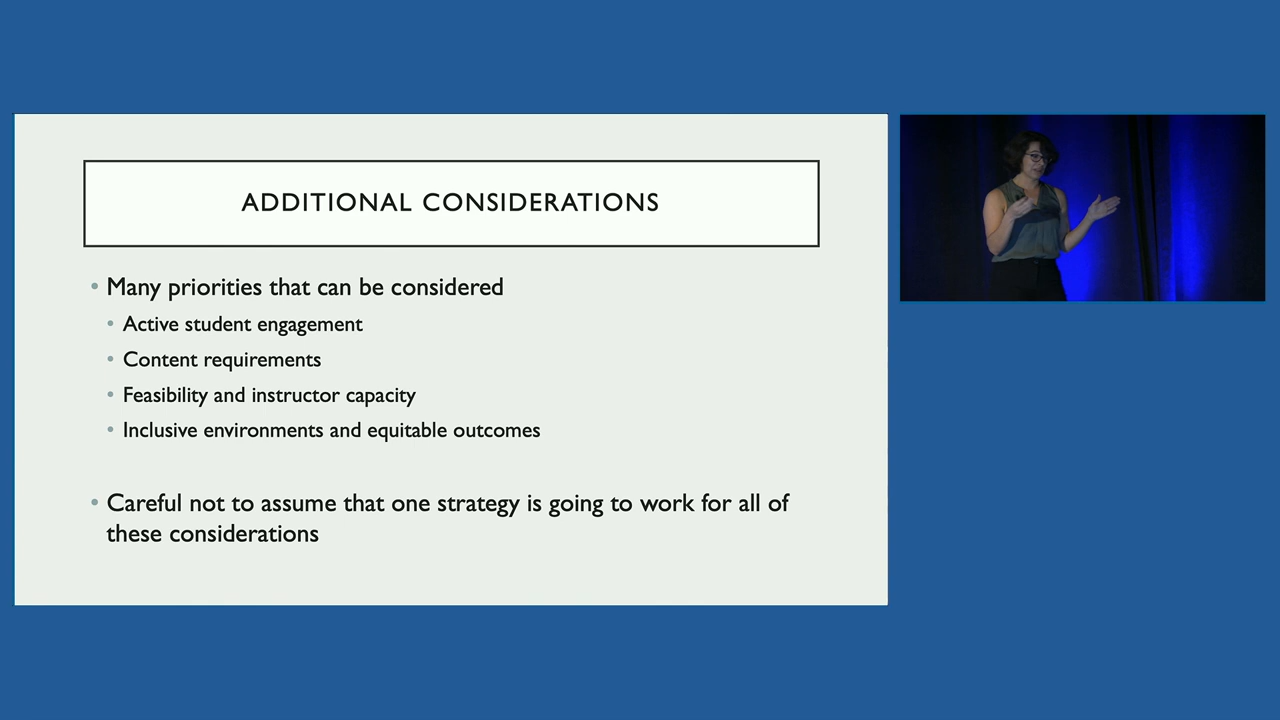 ADDITIONAL CONSIDERATIONS
• Many priorities that can be considered
• Active student engagement
• Content requirements
• Feasibility and instructor capacity
• Inclusive environments and equitable outcomes
• Careful not to assume that one strategy is going to work for all of
these considerations